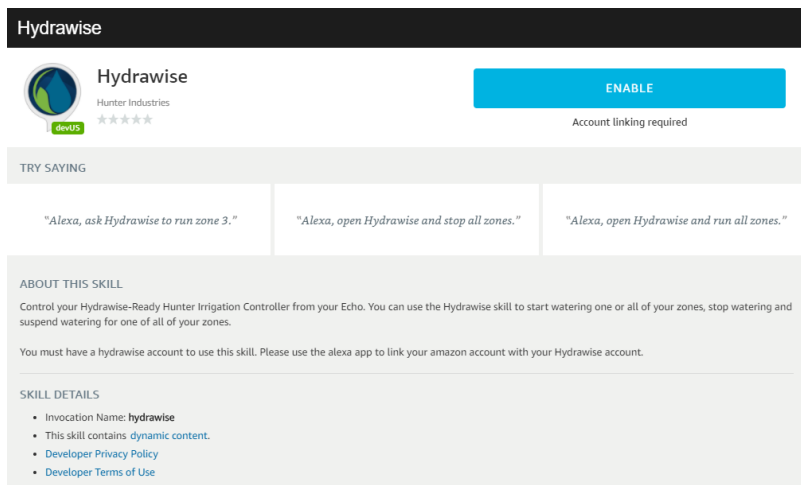 Hydrawise
Hydrawise
Hunter Industries
devUS
ENABLE
Account linking required
TRY SAYING
"Alexa, ask Hydrawise to run zone 3."
"Alexa, open Hydrawise and stop all zones."
"Alexa, open Hydrawise and run all zones."
ABOUT THIS SKILL
Control your Hydrawise-Ready Hunter Irrigation Controller from your Echo. You can use the Hydrawise skill to start watering one or all of your zones, stop watering and
suspend watering for one of all of your zones.
You must have a hydrawise account to use this skill. Please use the alexa app to link your amazon account with your Hydrawise account.
SKILL DETAILS
• Invocation Name: hydrawise
• This skill contains dynamic content.
• Developer Privacy Policy
• Developer Terms of Use